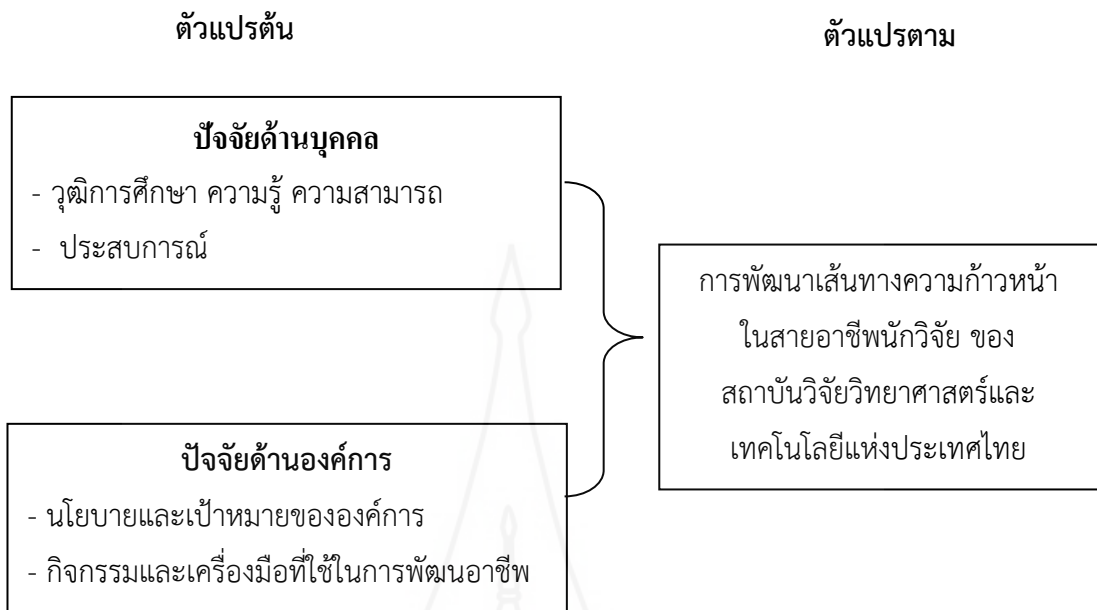 ตัวแปรต้น
ตัวแปรตาม
ปัจจัยด้านบุคคล
- วุฒิการศึกษา ความรู้ ความสามารถ
- ประสบการณ์
ปัจจัยด้านองค์การ
- นโยบายและเป้าหมายขององค์การ
- กิจกรรมและเครื่องมือที่ใช้ในการพัฒนอาชีพ
การพัฒนาเส้นทางความก้าวหน้า
ในสายอาชีพนักวิจัย ของ
สถาบันวิจัยวิทยาศาสตร์และ
เทคโนโลยีแห่งประเทศไทย